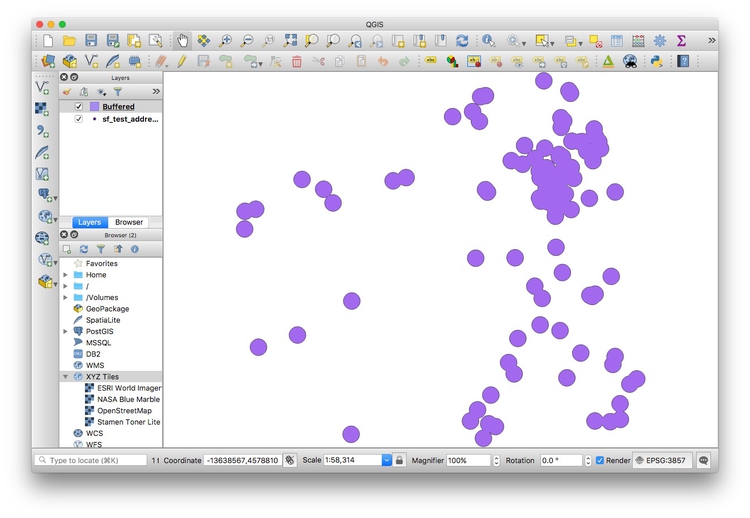 QGIS
Layers
Buffered
sf_test_addre...
Layers
Browser
Browser (2)
Favorites
Home
/
/Volumes
GeoPackage
SpatiaLite
PostGIS
MSSQL
DB2
WMS
XYZ Tiles
ESRI World Imager
NASA Blue Marble
OpenStreetMap
Stamen Toner Lite
WCS
WFS
Type to locate (⌘K)
Coordinate -13638567,4578810 Scale 1:58,314 Magnifier 100% Rotation 0.0 ° Render EPSG:3857